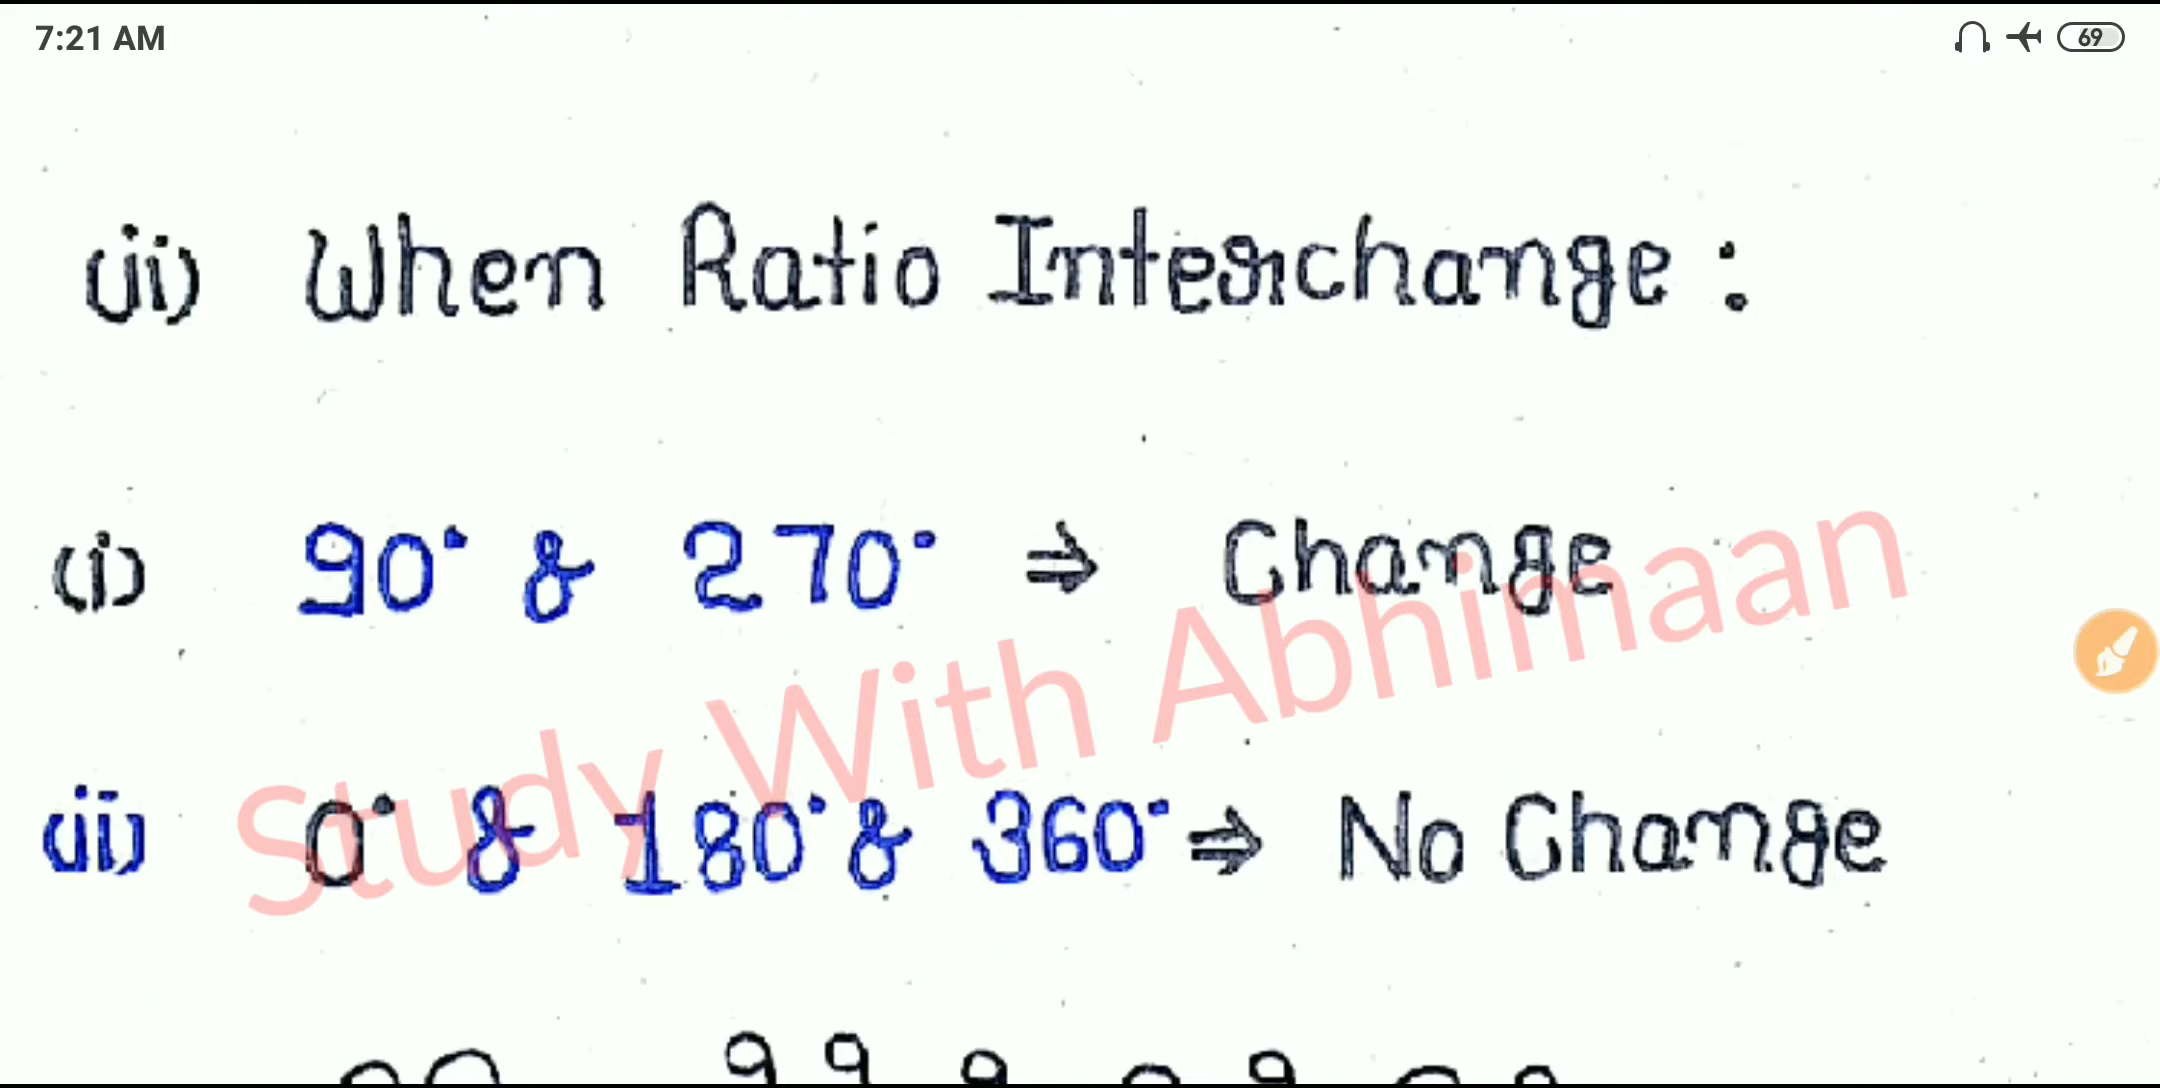 7:21 AM 69
(ii) When Ratio Interchange :
(i) 90° & 270° ⇒ Change
(ii) 0° & 180° & 360° ⇒ No Change
Study With Abhimaan